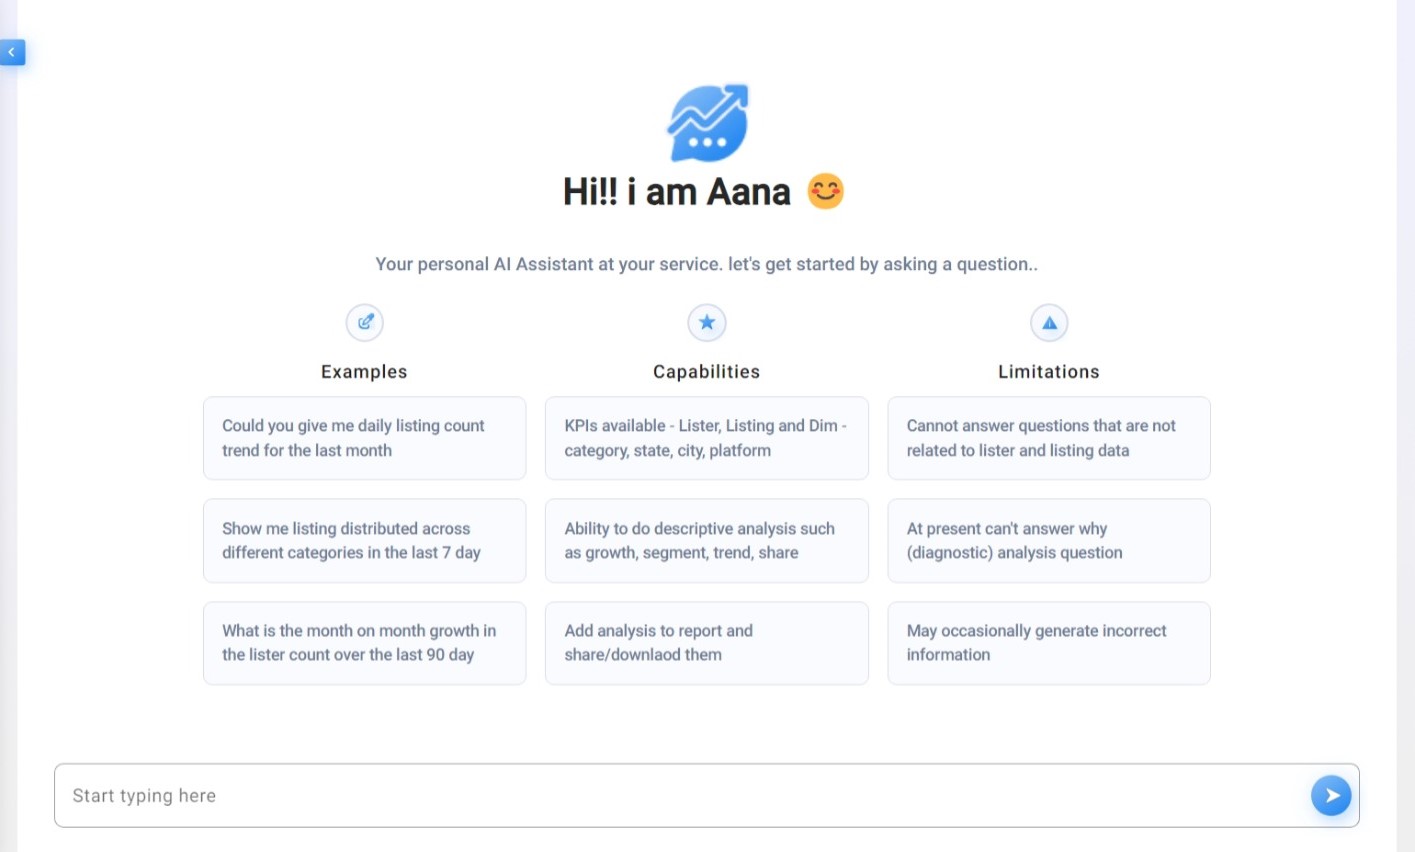 Hi!! i am Aana 😊
Your personal AI Assistant at your service. let's get started by asking a question..
Examples
Could you give me daily listing count
trend for the last month
Show me listing distributed across
different categories in the last 7 day
What is the month on month growth in
the lister count over the last 90 day
Capabilities
KPIs available - Lister, Listing and Dim -
category, state, city, platform
Ability to do descriptive analysis such
as growth, segment, trend, share
Add analysis to report and
share/downlaod them
Limitations
Cannot answer questions that are not
related to lister and listing data
At present can't answer why
(diagnostic) analysis question
May occasionally generate incorrect
information
Start typing here